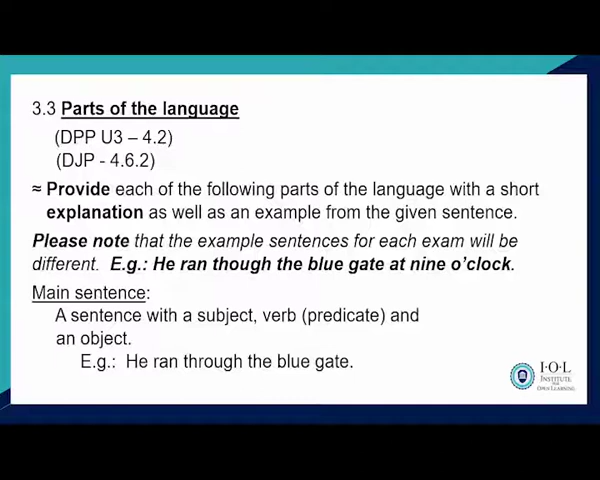 3.3 Parts of the language
(DPP U3 – 4.2)
(DJP - 4.6.2)
≈ Provide each of the following parts of the language with a short
explanation as well as an example from the given sentence.
Please note that the example sentences for each exam will be
different. E.g.: He ran though the blue gate at nine o'clock.
Main sentence:
A sentence with a subject, verb (predicate) and
an object.
E.g.: He ran through the blue gate.
I·O·L
INSTITUTE
FOR
OWN LEARNING